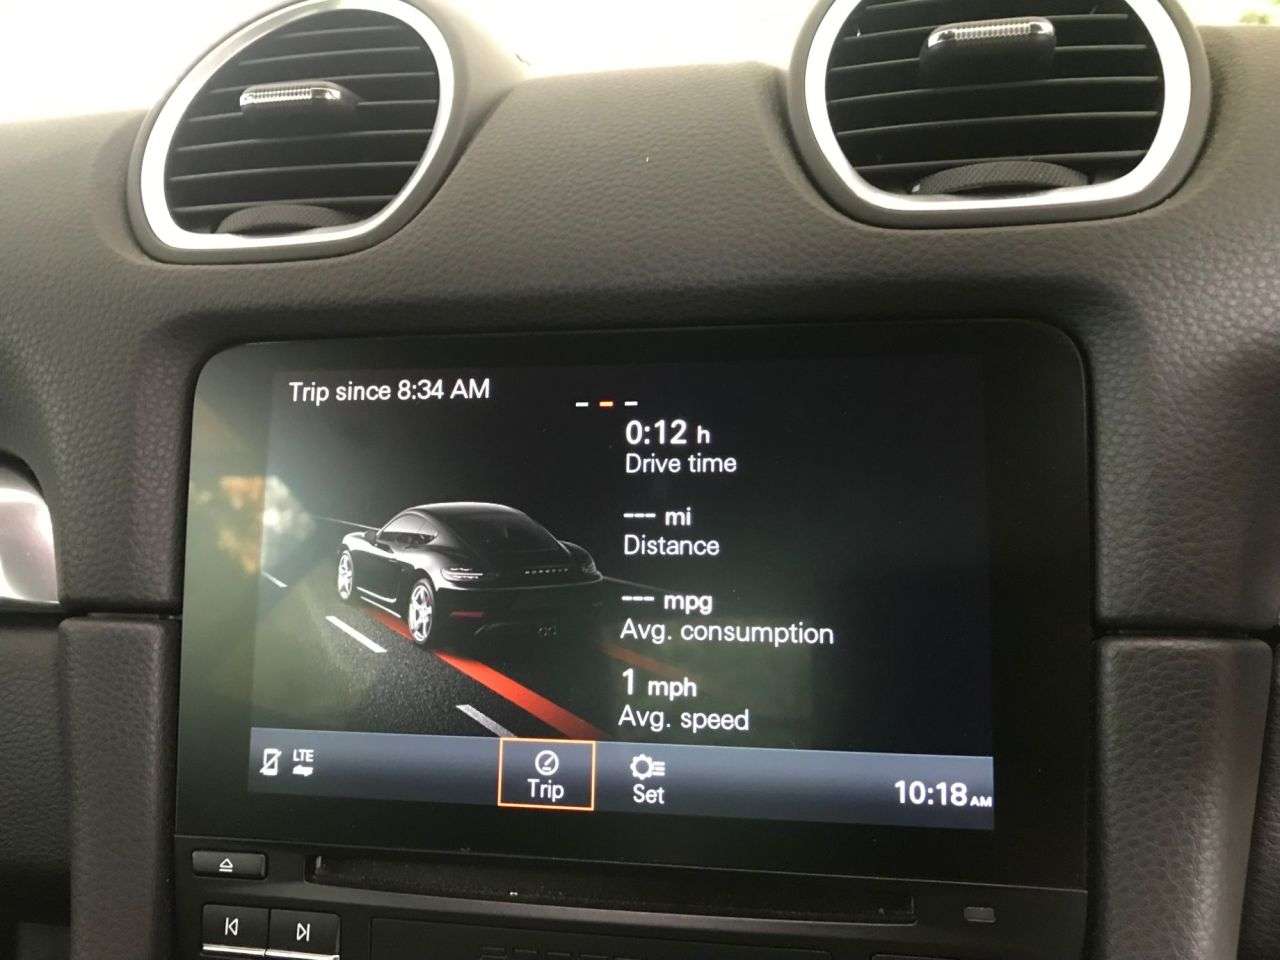 Trip since 8:34 AM
0:12 h
Drive time
--- mi
Distance
--- mpg
Avg. consumption
1 mph
Avg. speed
PORSCHE
LTE
Trip
Set
10:18 AM